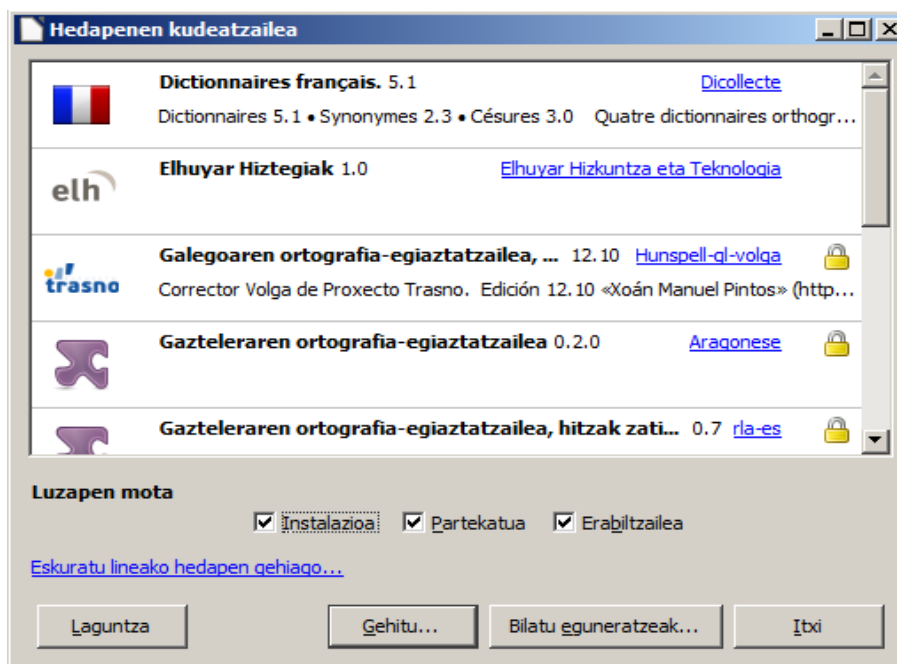 Hedapenen kudeatzailea
Dictionnaires français. 5.1 Dicollecte
Dictionnaires 5.1 • Synonymes 2.3 • Césures 3.0 Quatre dictionnaires orthogr...
elh
Elhuyar Hiztegiak 1.0 Elhuyar Hizkuntza eta Teknologia
trasno
Galegoaren ortografia-egiaztatzailea, ... 12.10 Hunspell-gl-volga
Corrector Volga de Proxecto Trasno. Edición 12.10 «Xoán Manuel Pintos» (http...
Gazteleraren ortografia-egiaztatzailea 0.2.0 Aragonese
Gazteleraren ortografia-egiaztatzailea, hitzak zati... 0.7 rla-es
Luzapen mota
Instalazioa Partekatua Erabiltzailea
Eskuratu lineako hedapen gehiago...
Laguntza Gehitu... Bilatu eguneratzeak... Itxi